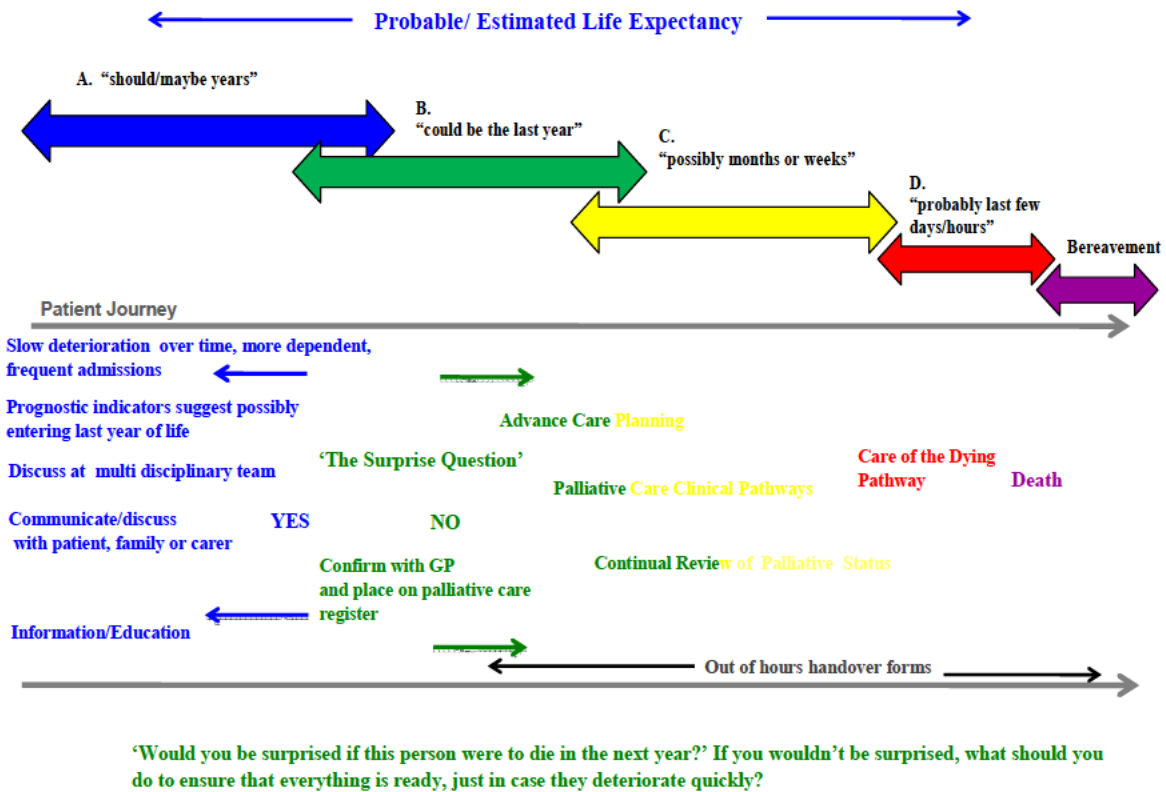 Probable/ Estimated Life Expectancy
A. “should/maybe years”
B.
“could be the last year”
C.
“possibly months or weeks”
D.
“probably last few
days/hours”
Bereavement
Patient Journey
Slow deterioration over time, more dependent,
frequent admissions
Prognostic indicators suggest possibly
entering last year of life
Advance Care Planning
Discuss at multi disciplinary team
‘The Surprise Question’
Palliative Care Clinical Pathways
Care of the Dying
Pathway
Death
Communicate/discuss
with patient, family or carer
YES
NO
Confirm with GP
and place on palliative care
register
Continual Review of Palliative Status
Information/Education
Out of hours handover forms
‘Would you be surprised if this person were to die in the next year?’ If you wouldn’t be surprised, what should you
do to ensure that everything is ready, just in case they deteriorate quickly?